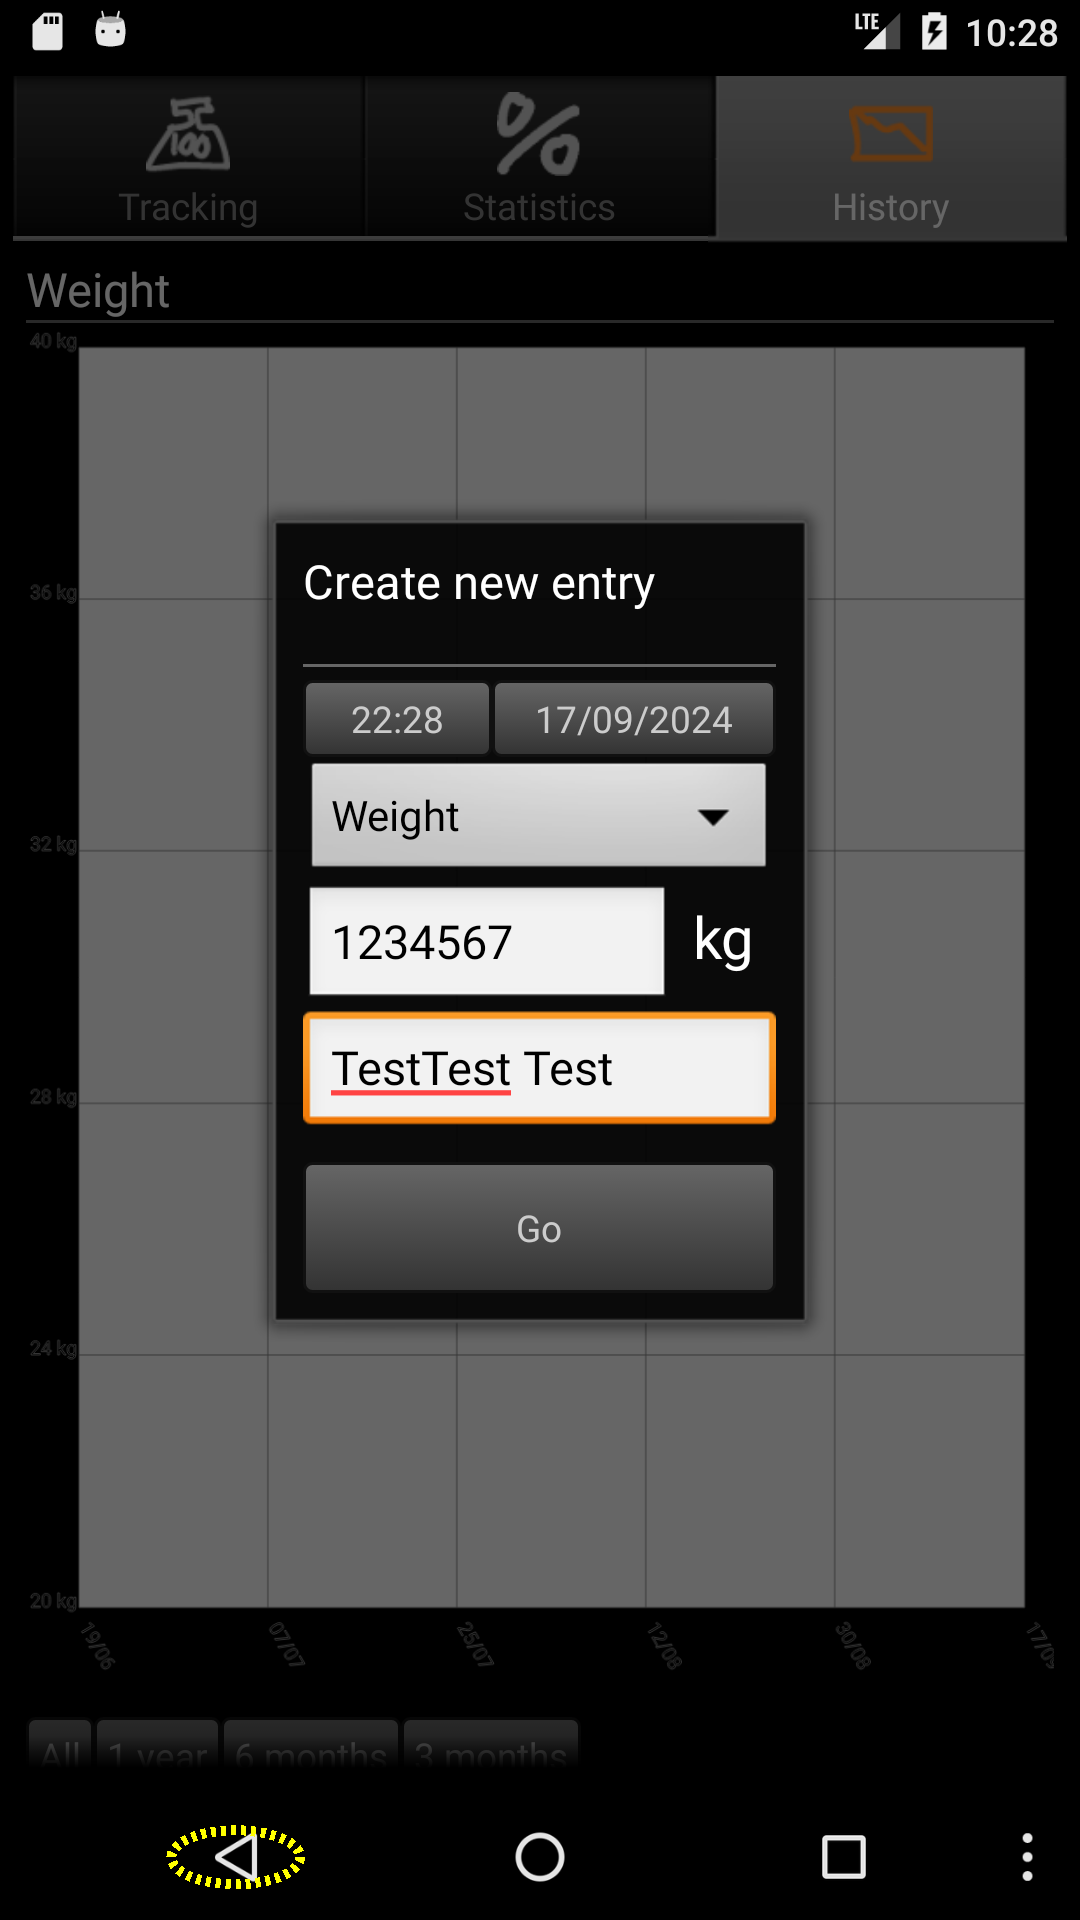 LTE 10:28
5C
100
%
Tracking Statistics History
Weight
40 kg
36 kg
32 kg
28 kg
24 kg
20 kg
Create new entry
22:28 17/09/2024
Weight
1234567 kg
TestTest Test
Go
19/06 07/07 25/07 12/08 30/08 17/09
All 1 year 6 months 3 months